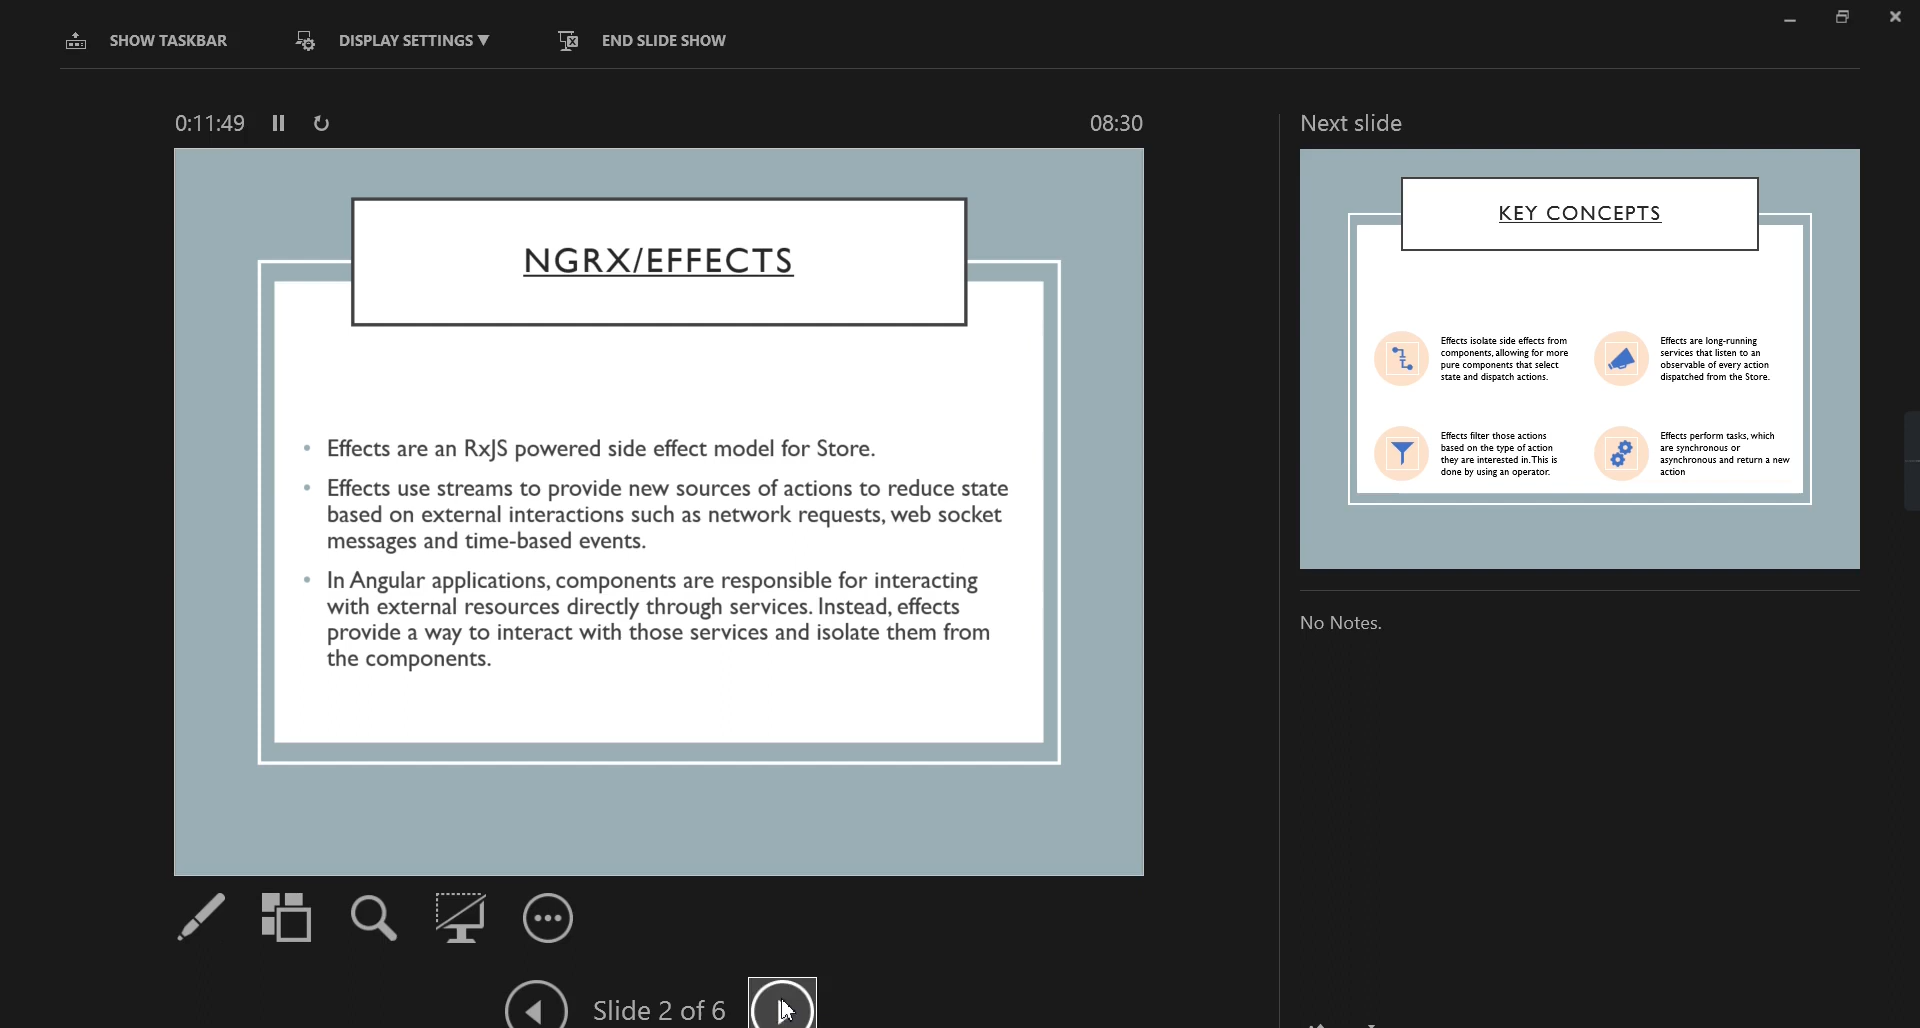 SHOW TASKBAR
DISPLAY SETTINGS ▼
END SLIDE SHOW
0:11:49
08:30
Next slide
NGRX/EFFECTS
• Effects are an RxJS powered side effect model for Store.
• Effects use streams to provide new sources of actions to reduce state
based on external interactions such as network requests, web socket
messages and time-based events.
• In Angular applications, components are responsible for interacting
with external resources directly through services. Instead, effects
provide a way to interact with those services and isolate them from
the components.
KEY CONCEPTS
Effects isolate side effects from
components, allowing for more
pure components that select
state and dispatch actions.
Effects are long-running
services that listen to an
observable of every action
dispatched from the Store.
Effects filter those actions
based on the type of action
they are interested in. This is
done by using an operator.
Effects perform tasks, which
are synchronous or
asynchronous and return a new
action
No Notes.
Slide 2 of 6